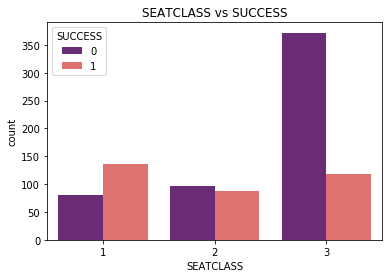 SEATCLASS vs SUCCESS
SUCCESS
0
1
350
300
250
200
150
100
50
0
count
1 2 3
SEATCLASS